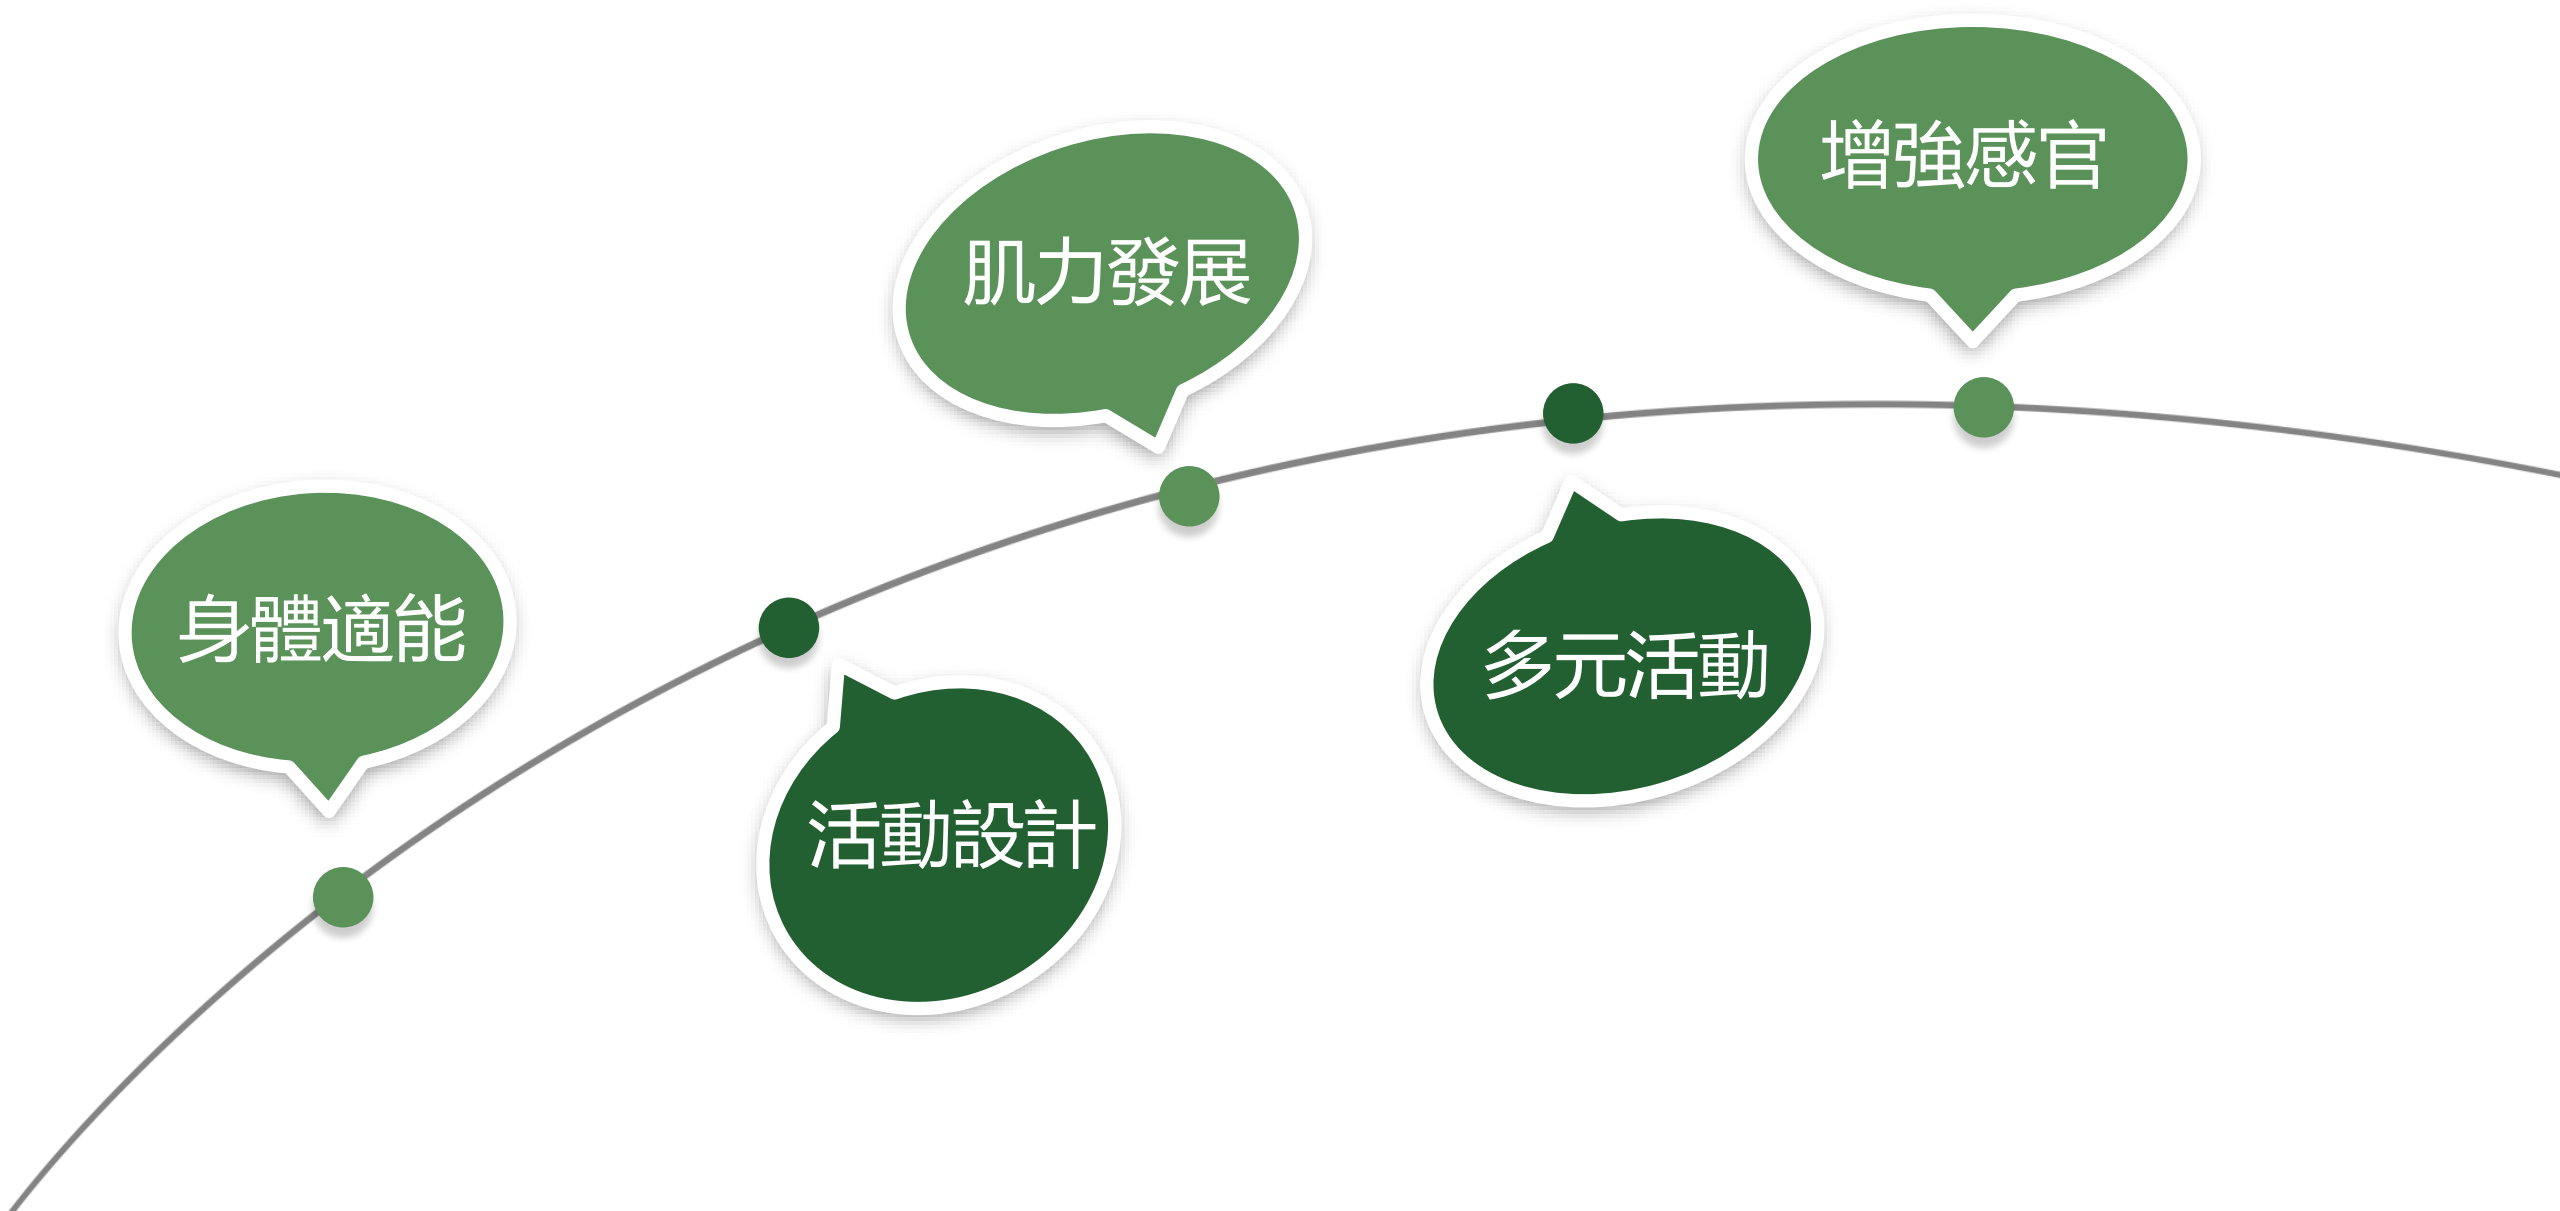 身體適能
活動設計
肌力發展
多元活動
增強感官